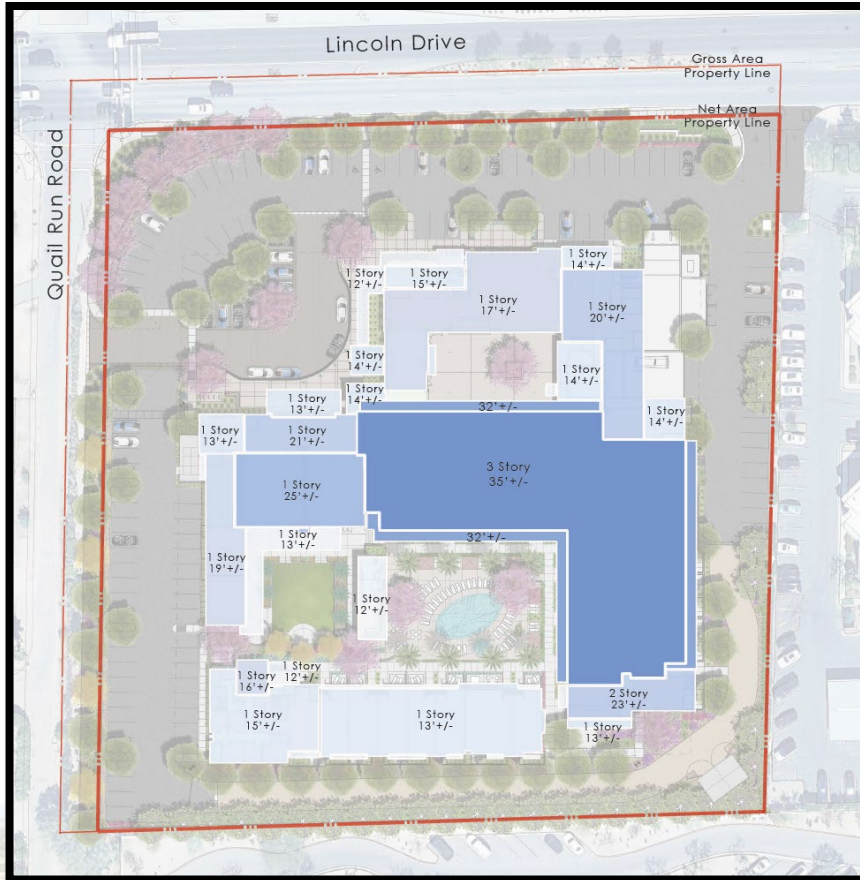 Lincoln Drive
Gross Area
Property Line
Net Area
Property Line
Quail Run Road
1 Story
12'+/-
1 Story
15'+/-
1 Story
14'+/-
1 Story
17'+/-
1 Story
20'+/-
1 Story
14'+/-
1 Story
14'+/-
1 Story
14'+/-
1 Story
13'+/-
32'+/-
1 Story
14'+/-
1 Story
13'+/-
1 Story
21'+/-
3 Story
35'+/-
1 Story
25'+/-
1 Story
13'+/-
32'+/-
1 Story
19'+/-
1 Story
12'+/-
1 Story
16'+/-
1 Story
12'+/-
2 Story
23'+/-
1 Story
15'+/-
1 Story
13'+/-
1 Story
13'+/-